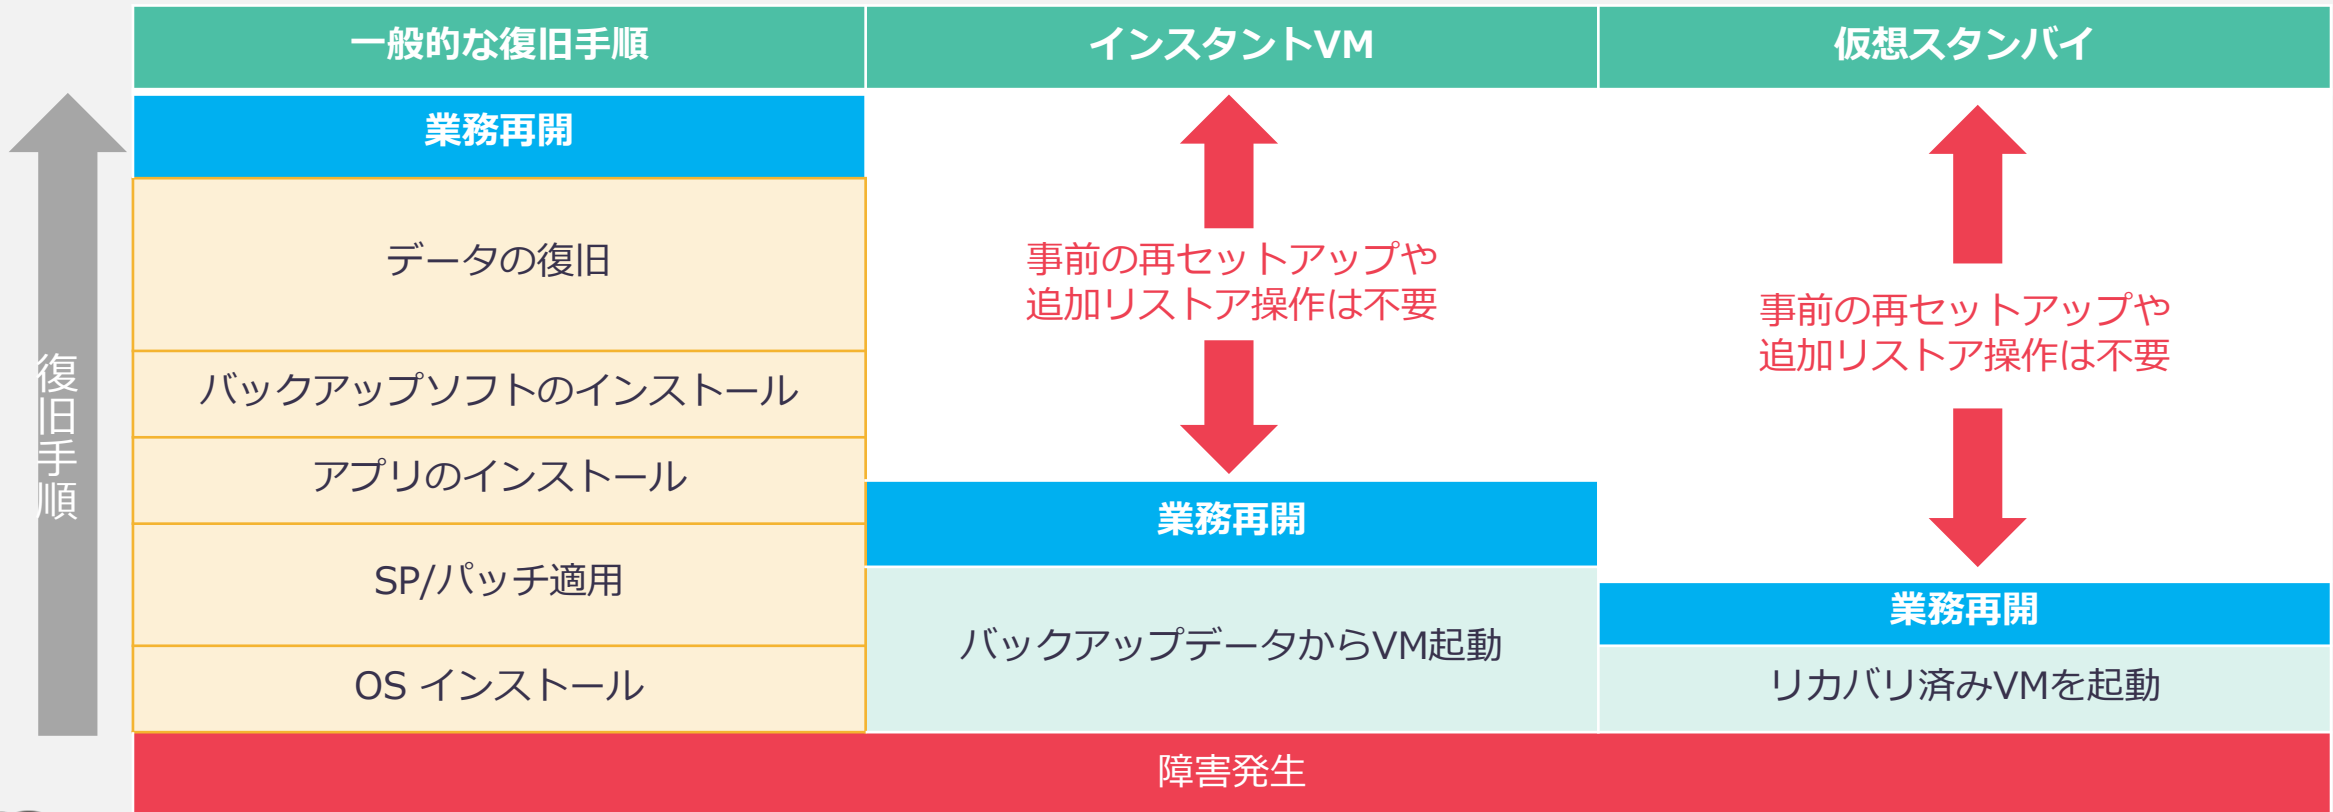 一般的な復旧手順
インスタントVM
仮想スタンバイ
復旧手順
業務再開
データの復旧
バックアップソフトのインストール
アプリのインストール
SP/パッチ適用
OS インストール
事前の再セットアップや
追加リストア操作は不要
業務再開
バックアップデータからVM起動
事前の再セットアップや
追加リストア操作は不要
業務再開
リカバリ済みVMを起動
障害発生